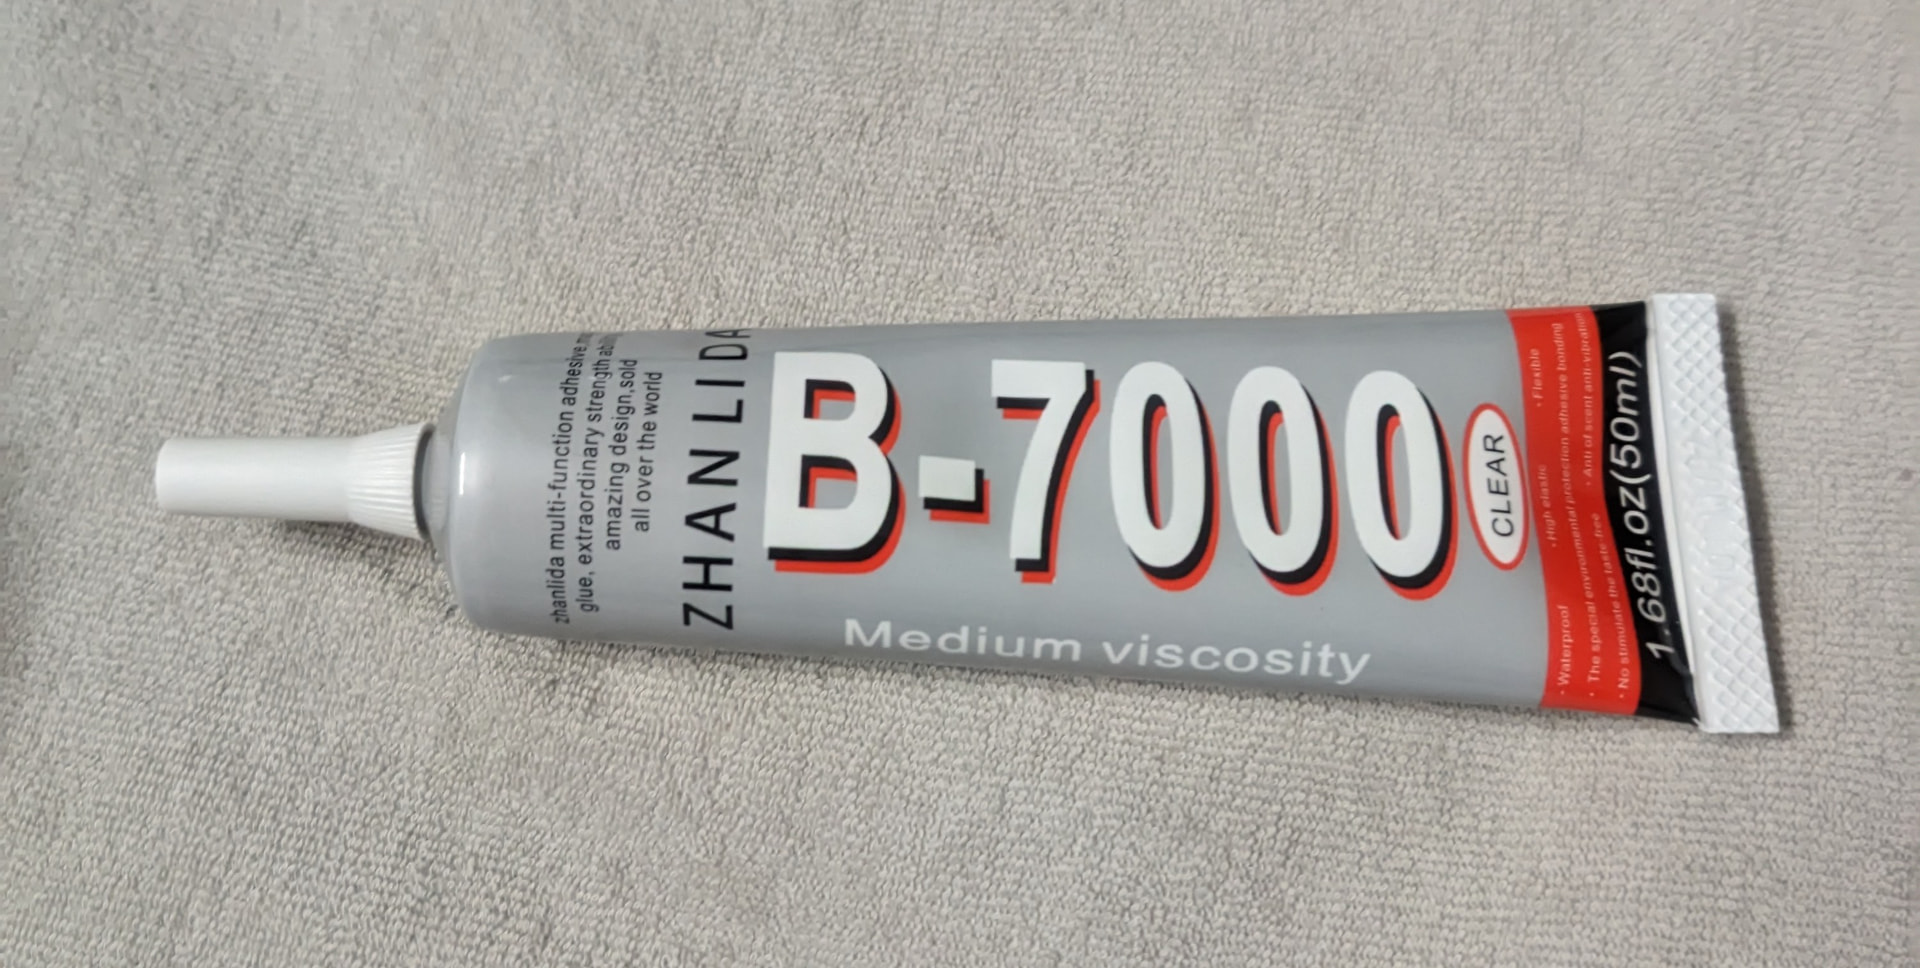 zhanlida multi-function adhesive
glue, extraordinary strength
amazing design,sold
all over the world
ZHANLIDA
B-7000
Medium viscosity
CLEAR
· Waterproof · High elastic · Flexible
· The special environmental protection adhesive bonding
· No stimulate the taste free · Anti of scent anti-vibration
1.68fl.oz(50ml)